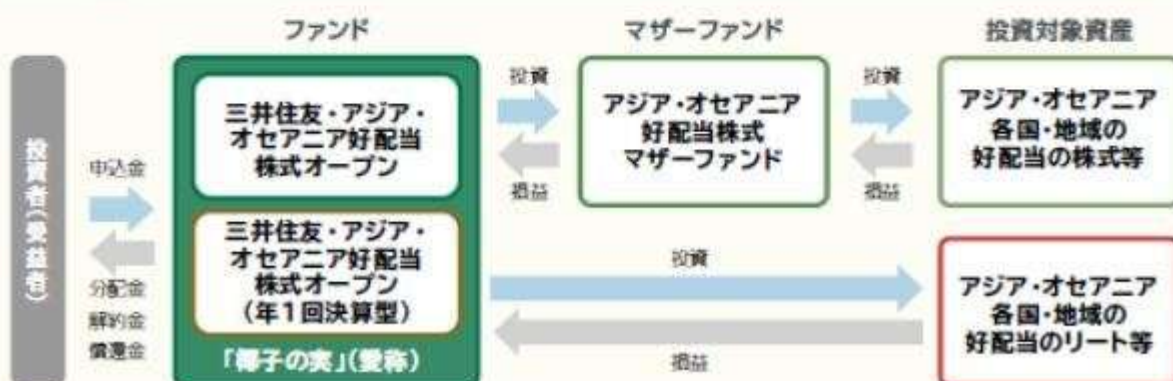 ファンド
マザーファンド
投資対象資産
投資者(受益者)
申込金
分配金
解約金
償還金
三井住友・アジア・
オセアニア好配当
株式オープン
三井住友・アジア・
オセアニア好配当
株式オープン
(年1回決算型)
「椰子の実」(愛称)
投資
損益
アジア・オセアニア
好配当株式
マザーファンド
投資
損益
アジア・オセアニア
各国・地域の
好配当の株式等
投資
損益
アジア・オセアニア
各国・地域の
好配当のリート等